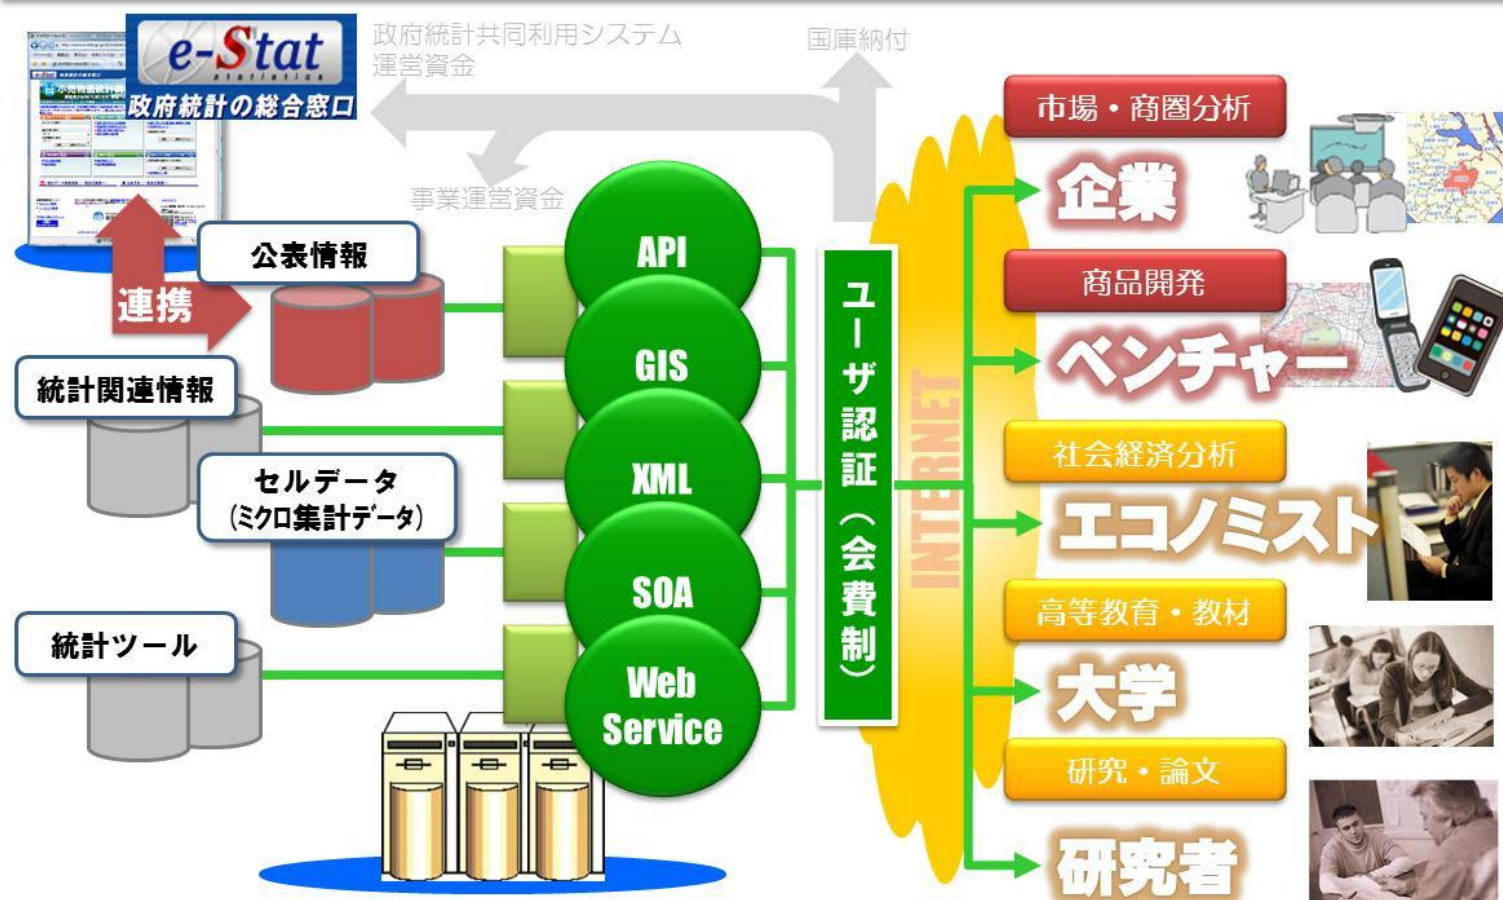 e-Stat
statistics
政府統計の総合窓口
政府統計共同利用システム
運営資金
国庫納付
事業運営資金
連携
公表情報
統計関連情報
セルデータ
(ミクロ集計データ)
統計ツール
API
GIS
XML
SOA
Web
Service
ユーザ認証（会費制）
INTERNET
市場・商圏分析
企業
商品開発
ベンチャー
社会経済分析
エコノミスト
高等教育・教材
大学
研究・論文
研究者